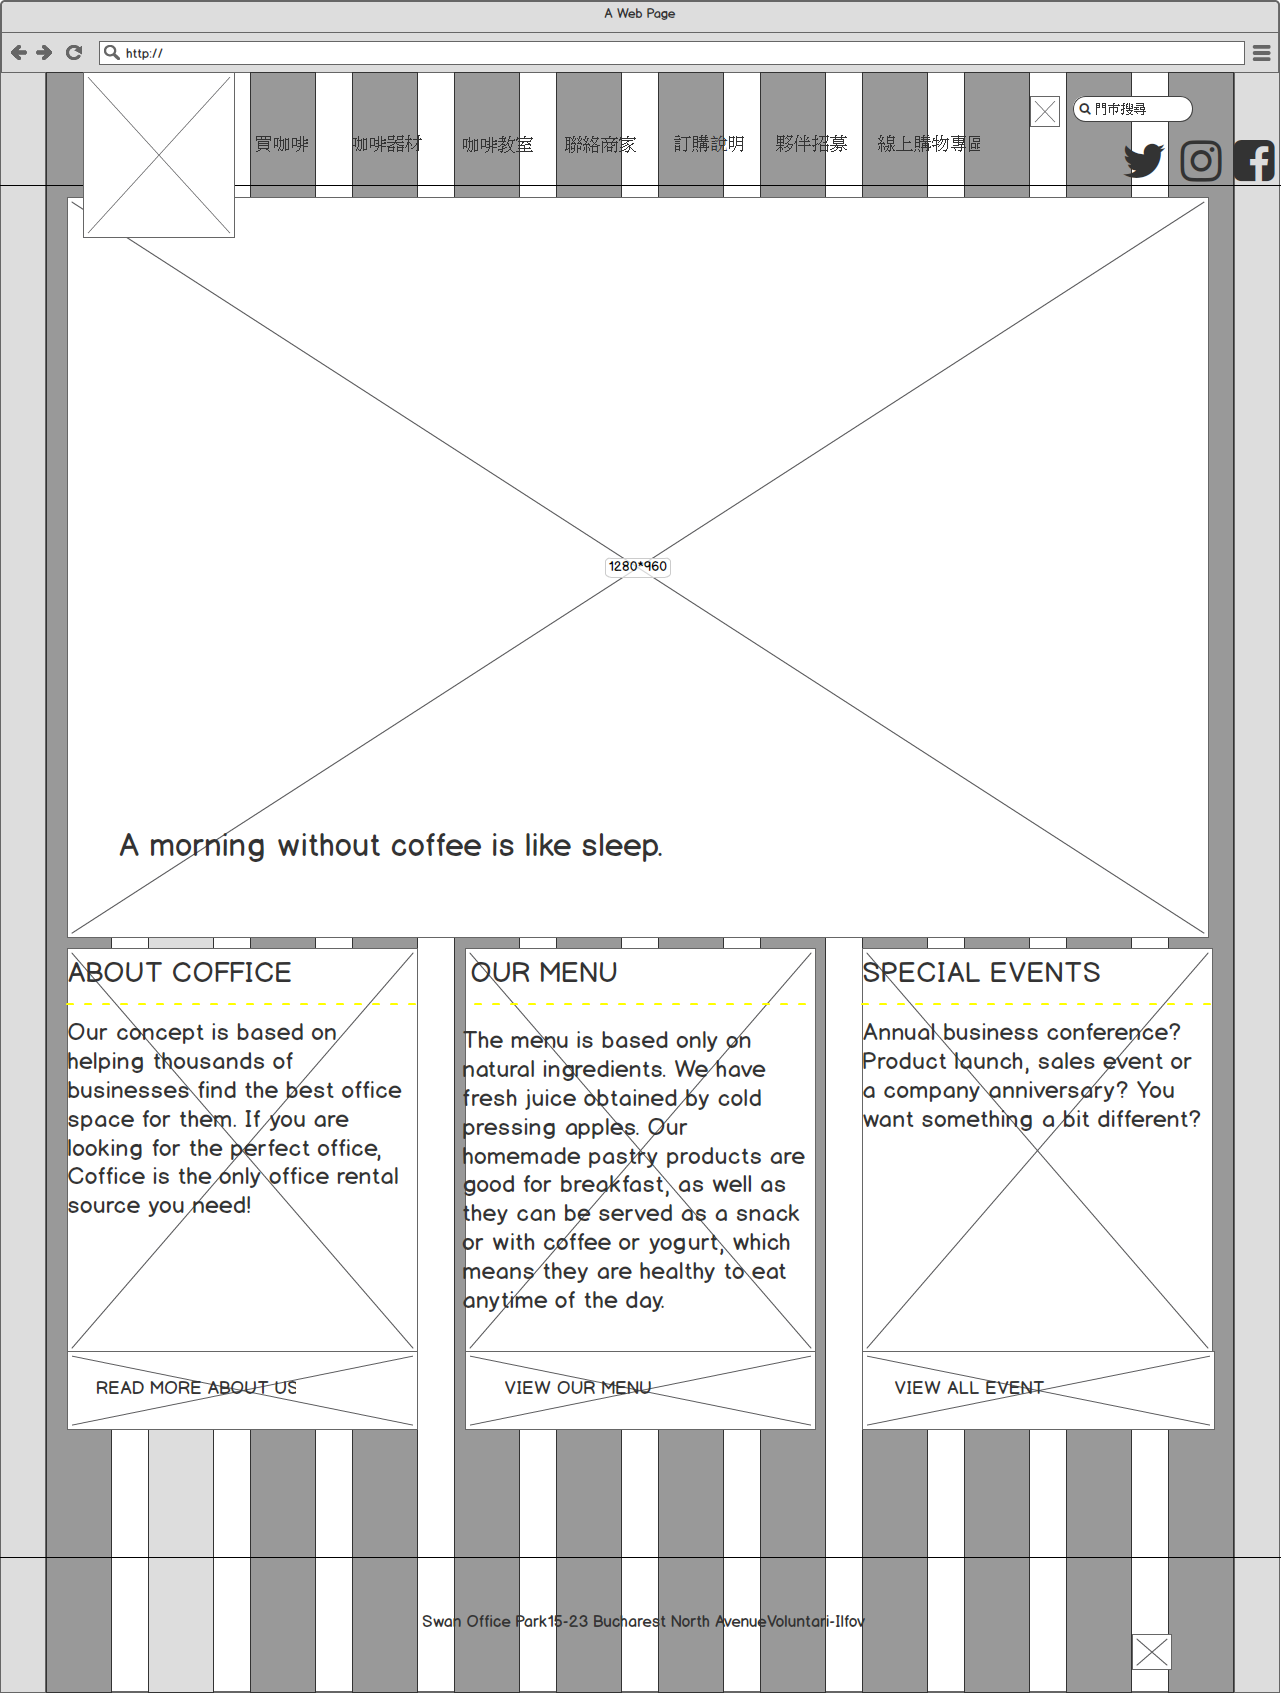 A Web Page
http://
門市搜尋
買咖啡 咖啡器材 咖啡教室 聯絡商家 訂購說明 夥伴招募 線上購物專區
1280*960
A morning without coffee is like sleep.
ABOUT COFFICE
Our concept is based on
helping thousands of
businesses find the best office
space for them. If you are
looking for the perfect office,
Coffice is the only office rental
source you need!
READ MORE ABOUT US
OUR MENU
The menu is based only on
natural ingredients. We have
fresh juice obtained by cold
pressing apples. Our
homemade pastry products are
good for breakfast, as well as
they can be served as a snack
or with coffee or yogurt, which
means they are healthy to eat
anytime of the day.
VIEW OUR MENU
SPECIAL EVENTS
Annual business conference?
Product launch, sales event or
a company anniversary? You
want something a bit different?
VIEW ALL EVENT
Swan Office Park15-23 Bucharest North AvenueVoluntari-Ilfov